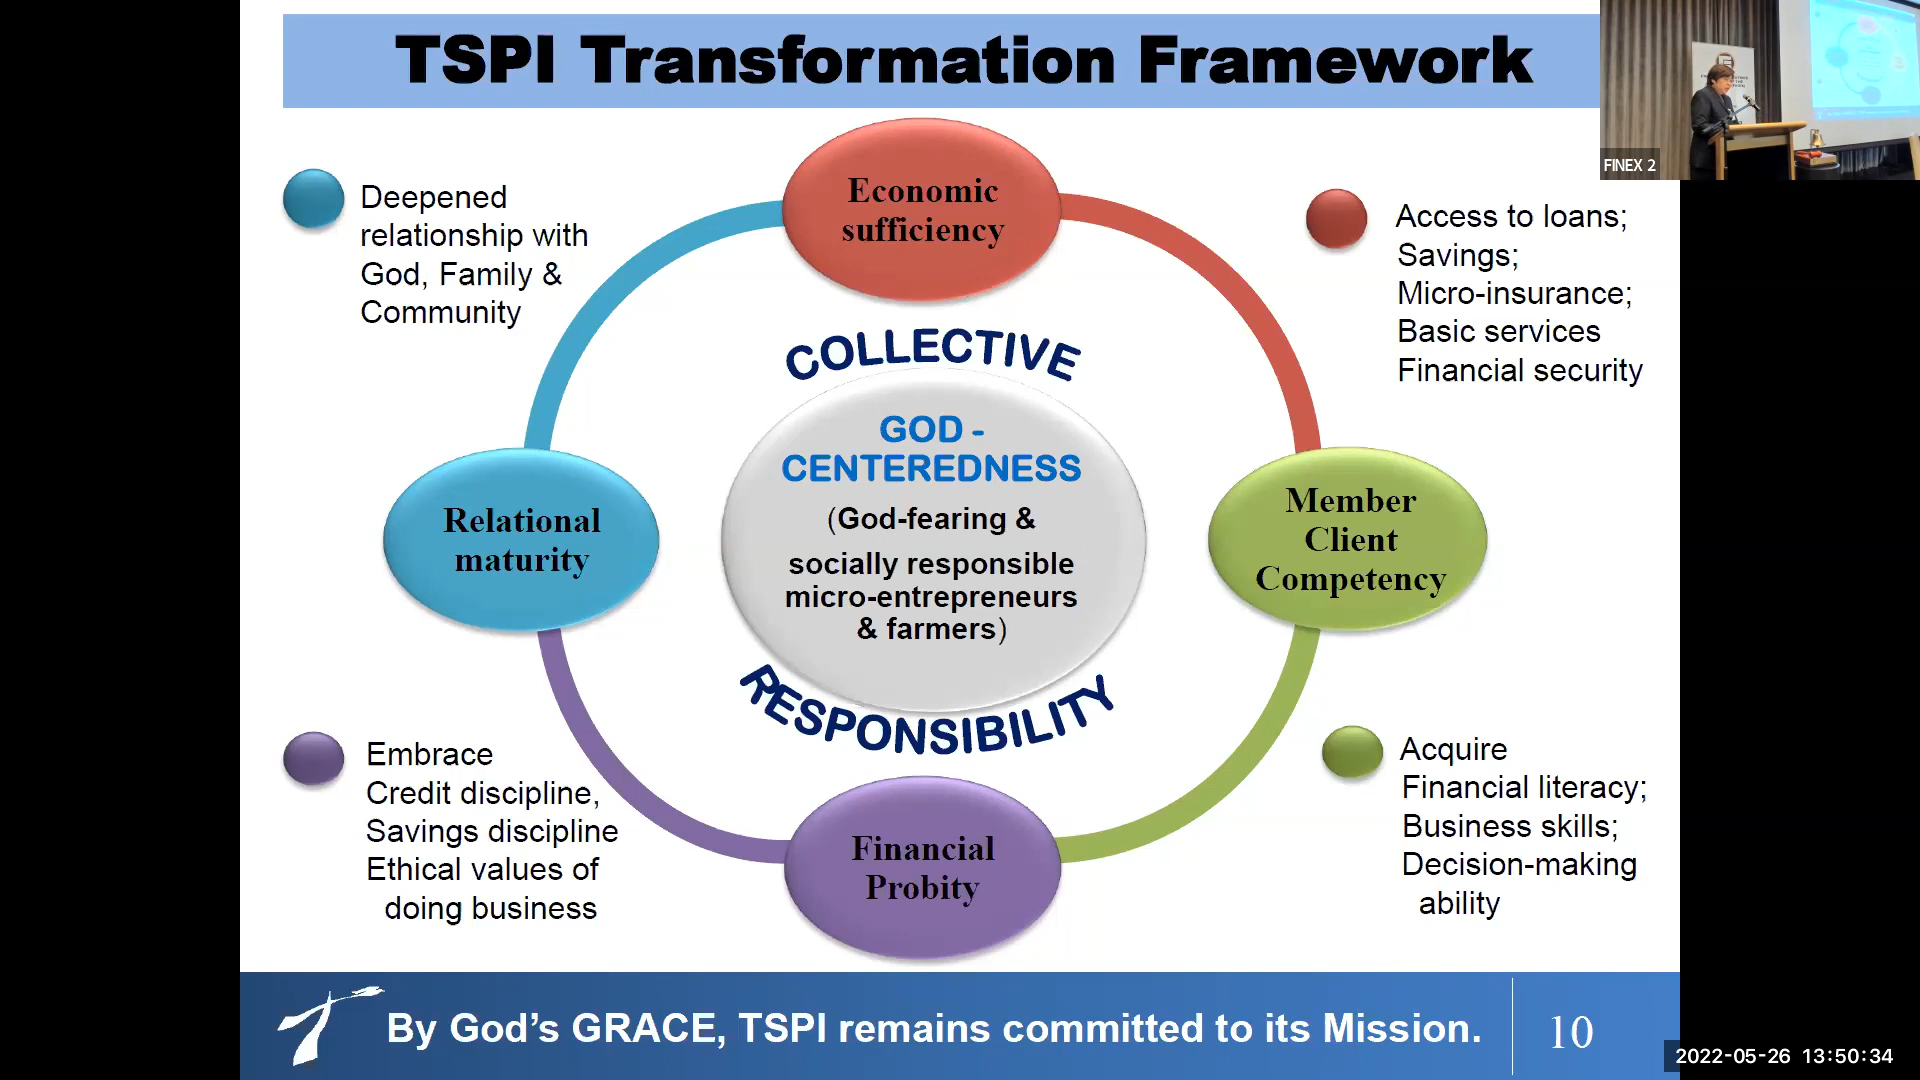 TSPI Transformation Framework
FINEX 2
Deepened
relationship with
God, Family &
Community
Economic
sufficiency
Access to loans;
Savings;
Micro-insurance;
Basic services
Financial security
COLLECTIVE
GOD -
CENTEREDNESS
(God-fearing &
socially responsible
micro-entrepreneurs
& farmers)
RESPONSIBILITY
Relational
maturity
Member
Client
Competency
Embrace
Credit discipline,
Savings discipline
Ethical values of
doing business
Financial
Probity
Acquire
Financial literacy;
Business skills;
Decision-making
ability
By God's GRACE, TSPI remains committed to its Mission.
10
2022-05-26 13:50:34